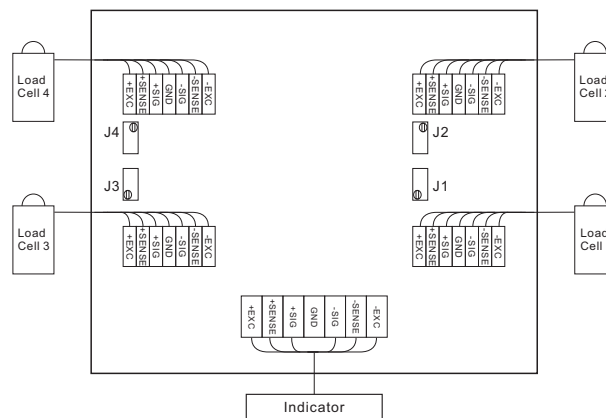 Load
Cell 4
+EXC
+SENSE
+SIG
GND
-SIG
-SENSE
-EXC
+EXC
+SENSE
+SIG
GND
-SIG
-SENSE
-EXC
Load
Cell
J4
J2
J3
J1
Load
Cell 3
+EXC
+SENSE
+SIG
GND
-SIG
-SENSE
-EXC
+EXC
+SENSE
+SIG
GND
-SIG
-SENSE
-EXC
Load
Cell
+EXC
+SENSE
+SIG
GND
-SIG
-SENSE
-EXC
Indicator